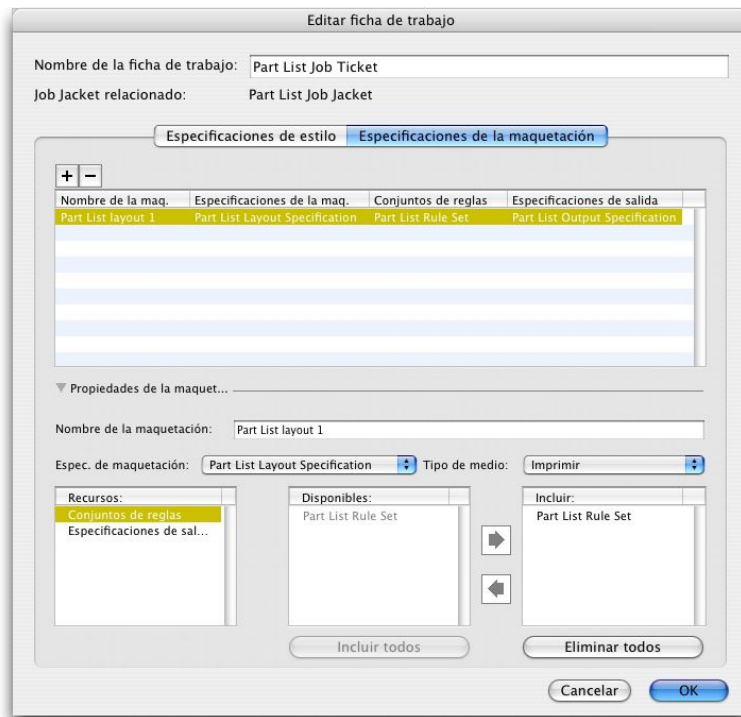 Editar ficha de trabajo
Nombre de la ficha de trabajo: Part List Job Ticket
Job Jacket relacionado: Part List Job Jacket
Especificaciones de estilo Especificaciones de la maquetación
+ −
Nombre de la maq. Especificaciones de la maq. Conjuntos de reglas Especificaciones de salida
Part List layout 1 Part List Layout Specification Part List Rule Set Part List Output Specification
Propiedades de la maquet...
Nombre de la maquetación: Part List layout 1
Espec. de maquetación: Part List Layout Specification Tipo de medio: Imprimir
Recursos: Disponibles: Incluir:
Conjuntos de reglas Part List Rule Set Part List Rule Set
Especificaciones de sal...
Incluir todos Eliminar todos
Cancelar OK